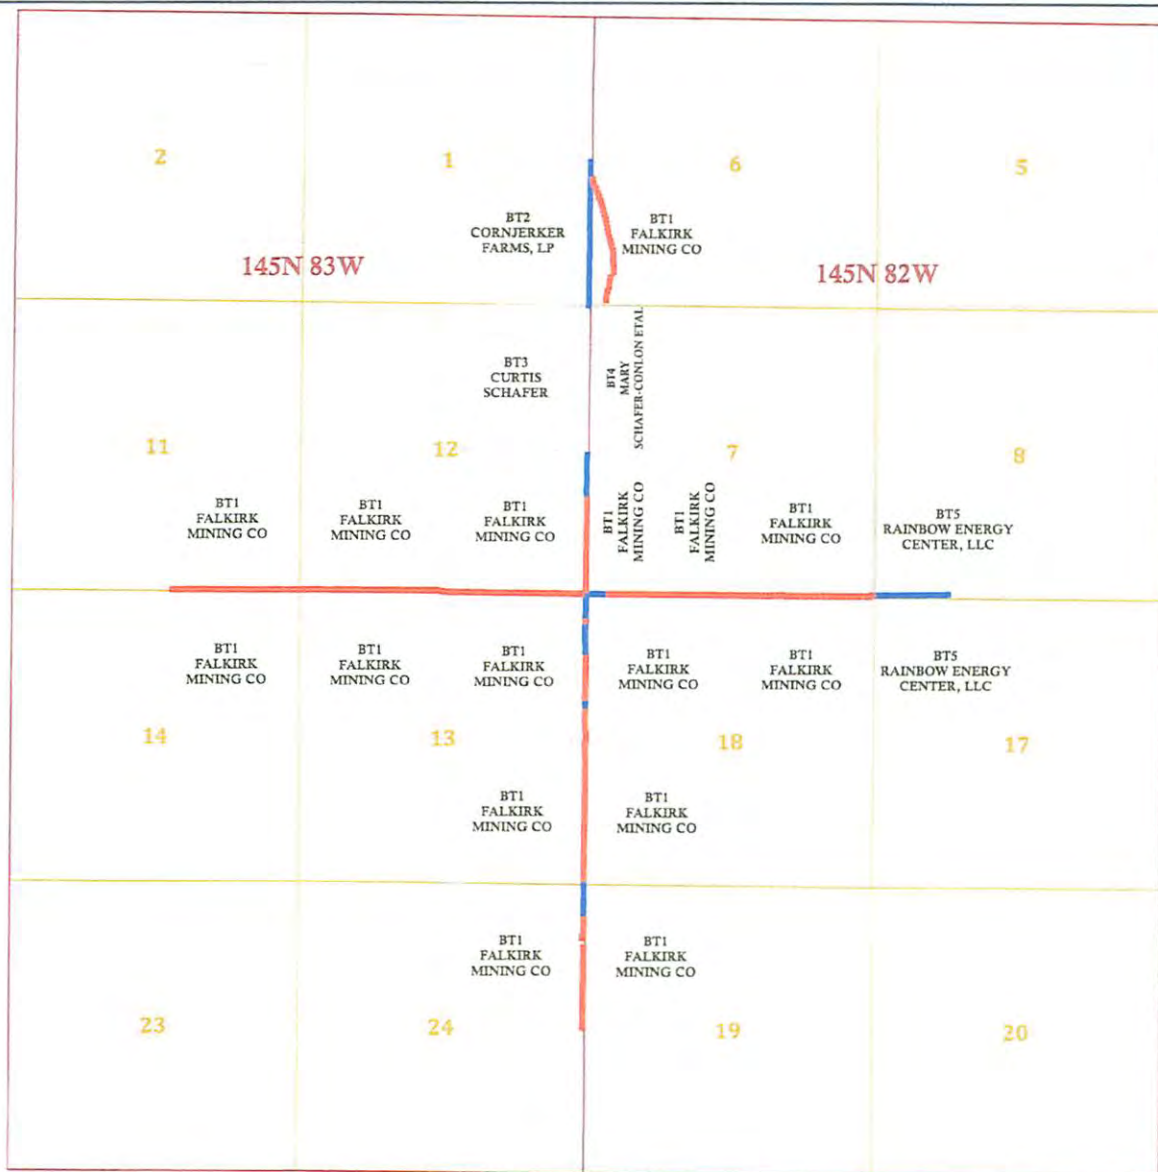 2
1
6
5
BT2
CORNJERKER
FARMS, LP
BT1
FALKIRK
MINING CO
145N 83W
145N 82W
BT3
CURTIS
SCHAFER
BT4
MARY
SCHAFER-CONLON ETAL
11
12
7
8
BT1
FALKIRK
MINING CO
BT1
FALKIRK
MINING CO
BT1
FALKIRK
MINING CO
BT1
FALKIRK
MINING CO
BT1
FALKIRK
MINING CO
BT1
FALKIRK
MINING CO
BT5
RAINBOW ENERGY
CENTER, LLC
BT1
FALKIRK
MINING CO
BT1
FALKIRK
MINING CO
BT1
FALKIRK
MINING CO
BT1
FALKIRK
MINING CO
BT1
FALKIRK
MINING CO
BT5
RAINBOW ENERGY
CENTER, LLC
14
13
18
17
BT1
FALKIRK
MINING CO
BT1
FALKIRK
MINING CO
BT1
FALKIRK
MINING CO
BT1
FALKIRK
MINING CO
23
24
19
20